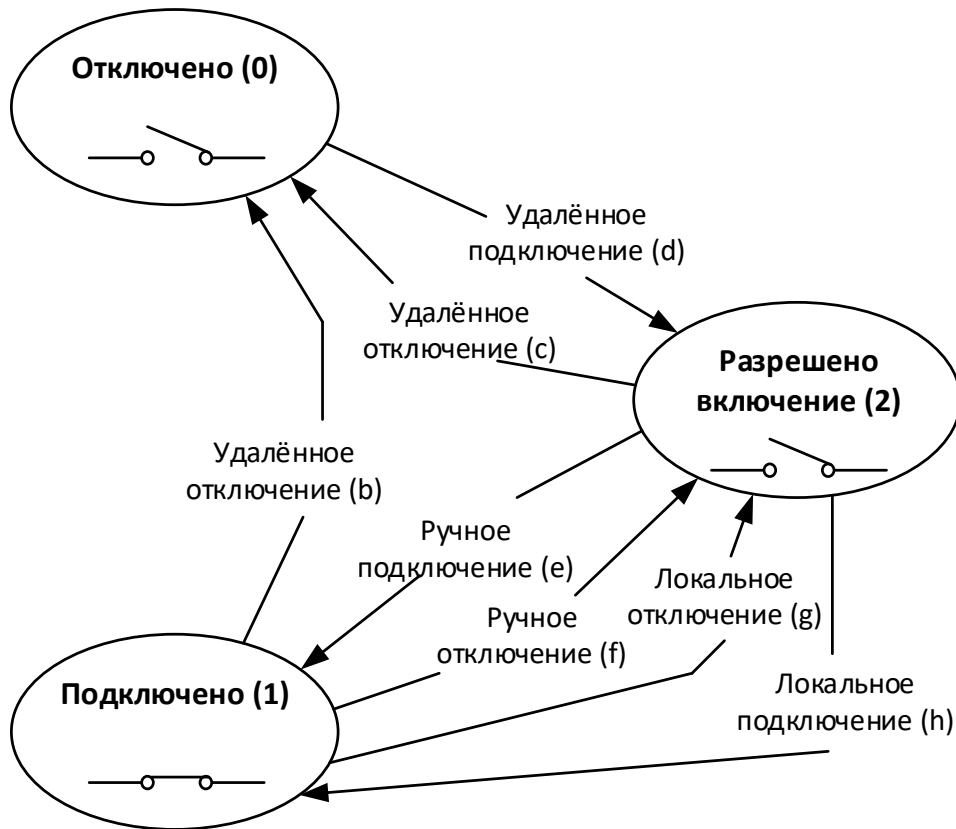 Отключено (0)
Удалённое
подключение (d)
Удалённое
отключение (c)
Разрешено
включение (2)
Удалённое
отключение (b)
Ручное
подключение (e)
Локальное
отключение (g)
Ручное
отключение (f)
Подключено (1)
Локальное
подключение (h)